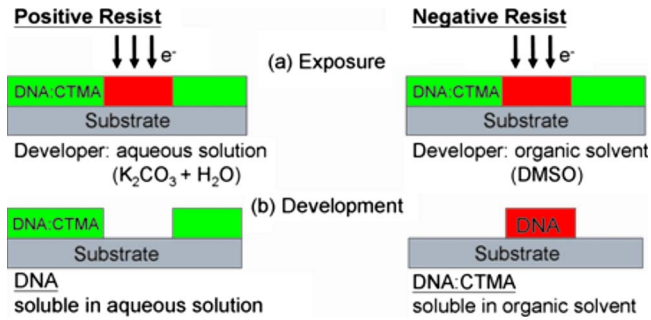 Positive Resist
Negative Resist
e-
(a) Exposure
e-
DNA:CTMA
DNA:CTMA
Substrate
Substrate
Developer: aqueous solution
(K₂CO₃ + H₂O)
Developer: organic solvent
(DMSO)
(b) Development
DNA:CTMA
DNA
Substrate
Substrate
DNA
soluble in aqueous solution
DNA:CTMA
soluble in organic solvent